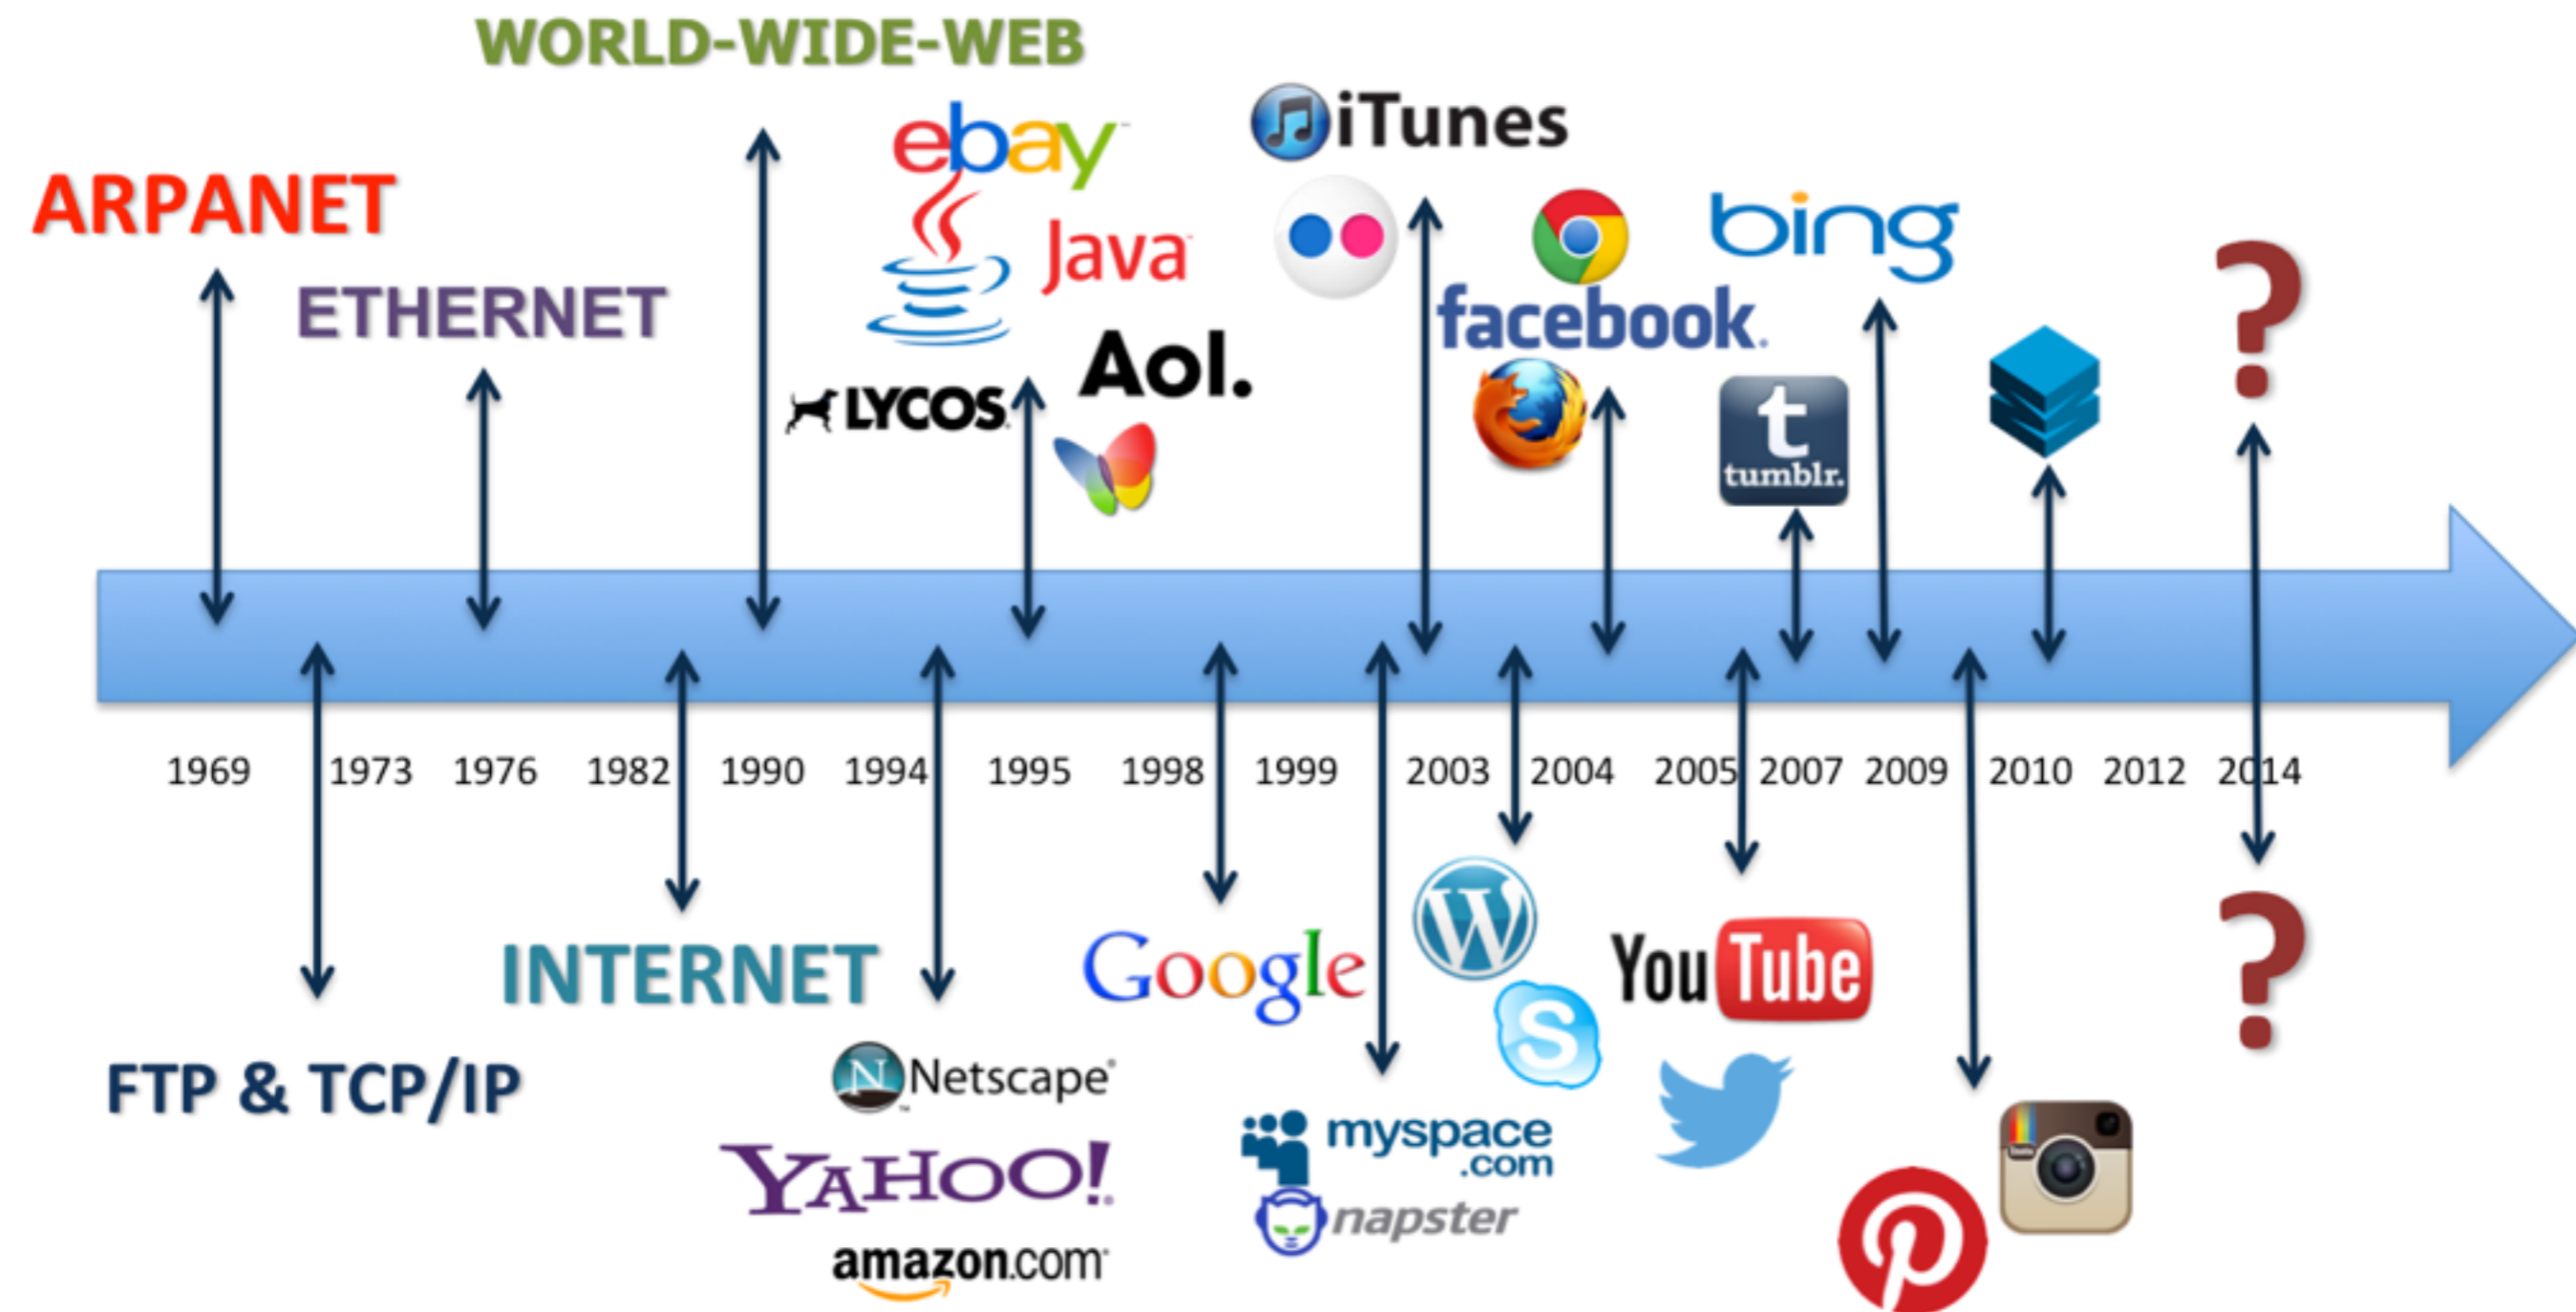 WORLD-WIDE-WEB
ebay
iTunes
ARPANET
Java
bing
?
ETHERNET
facebook.
Aol.
LYCOS
t
tumblr.
1969 1973 1976 1982 1990 1994 1995 1998 1999 2003 2004 2005 2007 2009 2010 2012 2014
W
INTERNET
Google
YouTube
?
S
FTP & TCP/IP
N Netscape
myspace
.com
YAHOO!
napster
amazon.com